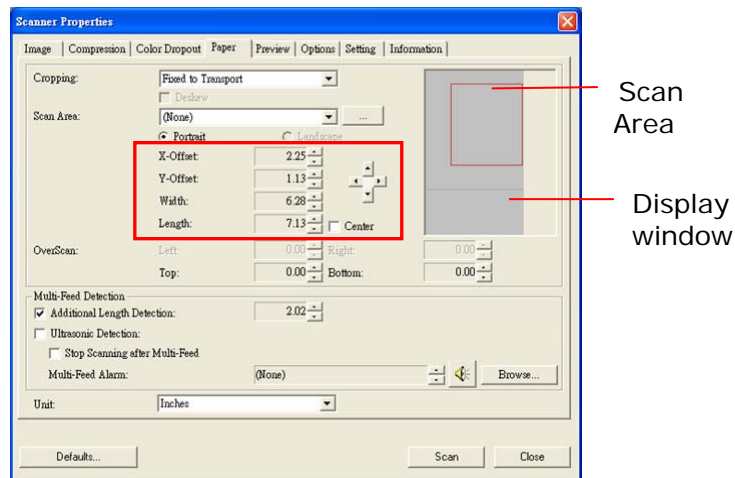 Scanner Properties
Image Compression Color Dropout Paper Preview Options Setting Information
Cropping: Fixed to Transport
Deskew
Scan Area: (None) ...
Portrait Landscape
X-Offset: 2.25
Y-Offset: 1.13
Width: 6.28
Length: 7.13 Center
OverScan: Left: 0.00 Right: 0.00
Top: 0.00 Bottom: 0.00
Multi-Feed Detection
Additional Length Detection: 2.02
Ultrasonic Detection:
Stop Scanning after Multi-Feed
Multi-Feed Alarm: (None) Browse...
Unit: Inches
Defaults... Scan Close
Scan
Area
Display
window